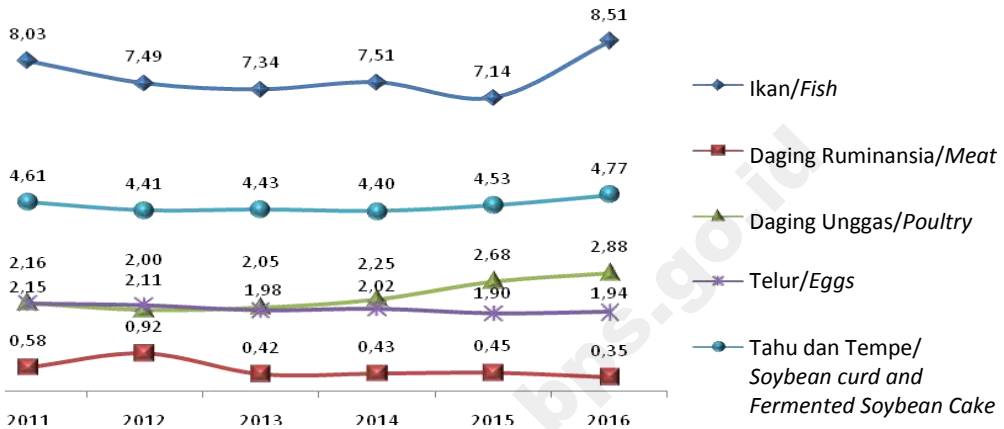 8,03 7,49 7,34 7,51 7,14 8,51
4,61 4,41 4,43 4,40 4,53 4,77
2,16 2,00 2,05 2,25 2,68 2,88
2,15 2,11 1,98 2,02 1,90 1,94
0,58 0,92 0,42 0,43 0,45 0,35
2011 2012 2013 2014 2015 2016
Ikan/Fish
Daging Ruminansia/Meat
Daging Unggas/Poultry
Telur/Eggs
Tahu dan Tempe/
Soybean curd and
Fermented Soybean Cake
bps.go.id